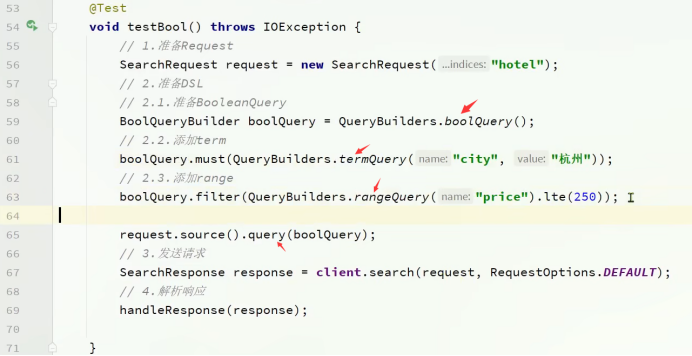 53 @Test
54 void testBool() throws IOException {
55 // 1.准备Request
56 SearchRequest request = new SearchRequest( ...indices: "hotel");
57 // 2.准备DSL
58 // 2.1.准备BooleanQuery
59 BoolQueryBuilder boolQuery = QueryBuilders.boolQuery();
60 // 2.2.添加term
61 boolQuery.must(QueryBuilders.termQuery( name: "city", value: "杭州"));
62 // 2.3.添加range
63 boolQuery.filter(QueryBuilders.rangeQuery( name: "price").lte(250));
64
65 request.source().query(boolQuery);
66 // 3.发送请求
67 SearchResponse response = client.search(request, RequestOptions.DEFAULT);
68 // 4.解析响应
69 handleResponse(response);
70
71 }